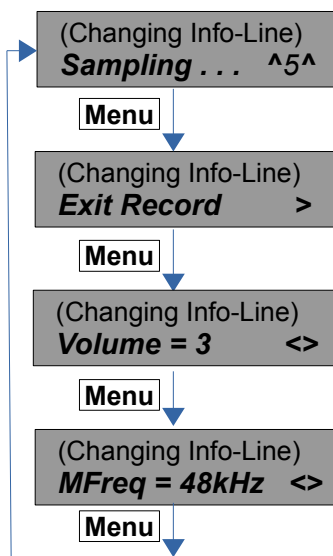 (Changing Info-Line)
Sampling . . . ^5^
Menu
(Changing Info-Line)
Exit Record >
Menu
(Changing Info-Line)
Volume = 3 <>
Menu
(Changing Info-Line)
MFreq = 48kHz <>
Menu